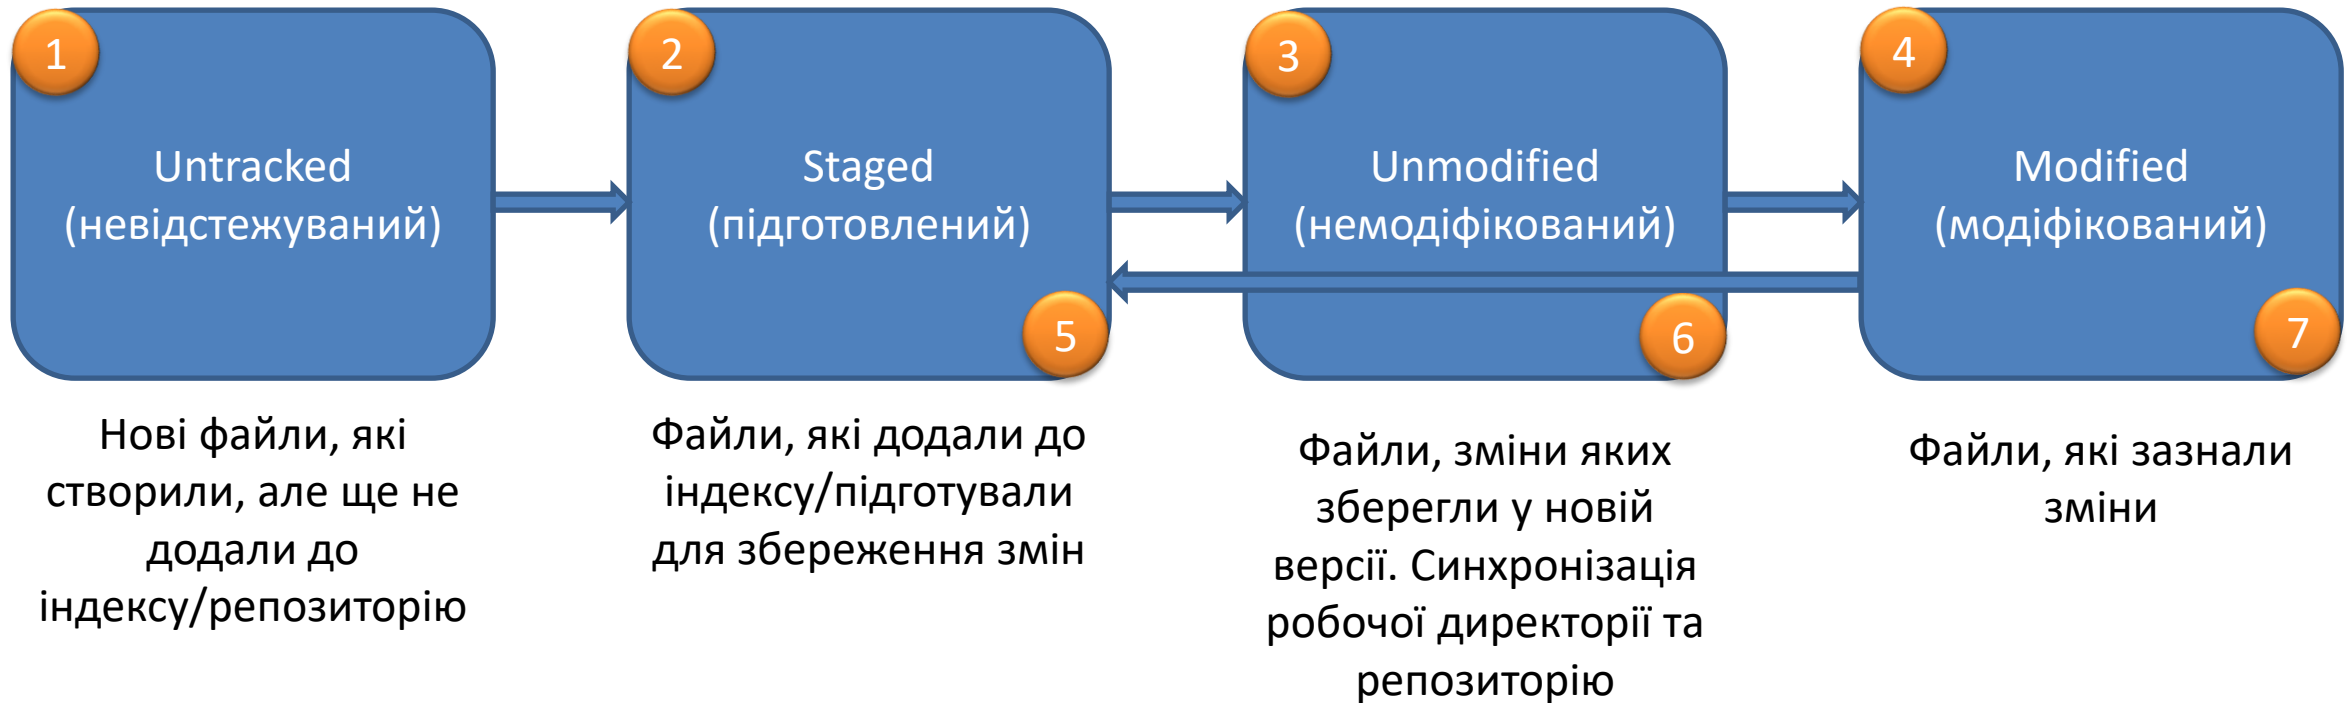 1
Untracked
(невідстежуваний)
Нові файли, які
створили, але ще не
додали до
індексу/репозиторію
2
Staged
(підготовлений)
5
Файли, які додали до
індексу/підготували
для збереження змін
3
Unmodified
(немодіфікований)
6
Файли, зміни яких
зберегли у новій
версії. Синхронізація
робочої директорії та
репозиторію
4
Modified
(модіфікований)
7
Файли, які зазнали
зміни